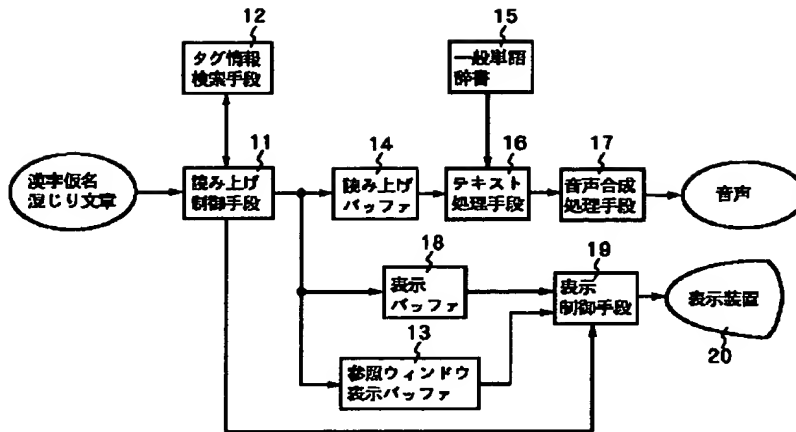 12
タグ情報
検索手段
15
一般単語
辞書
漢字仮名
混じり文章
11
読み上げ
制御手段
14
読み上げ
バッファ
16
テキスト
処理手段
17
音声合成
処理手段
音声
18
表示
バッファ
19
表示
制御手段
表示装置
20
13
参照ウィンドウ
表示バッファ